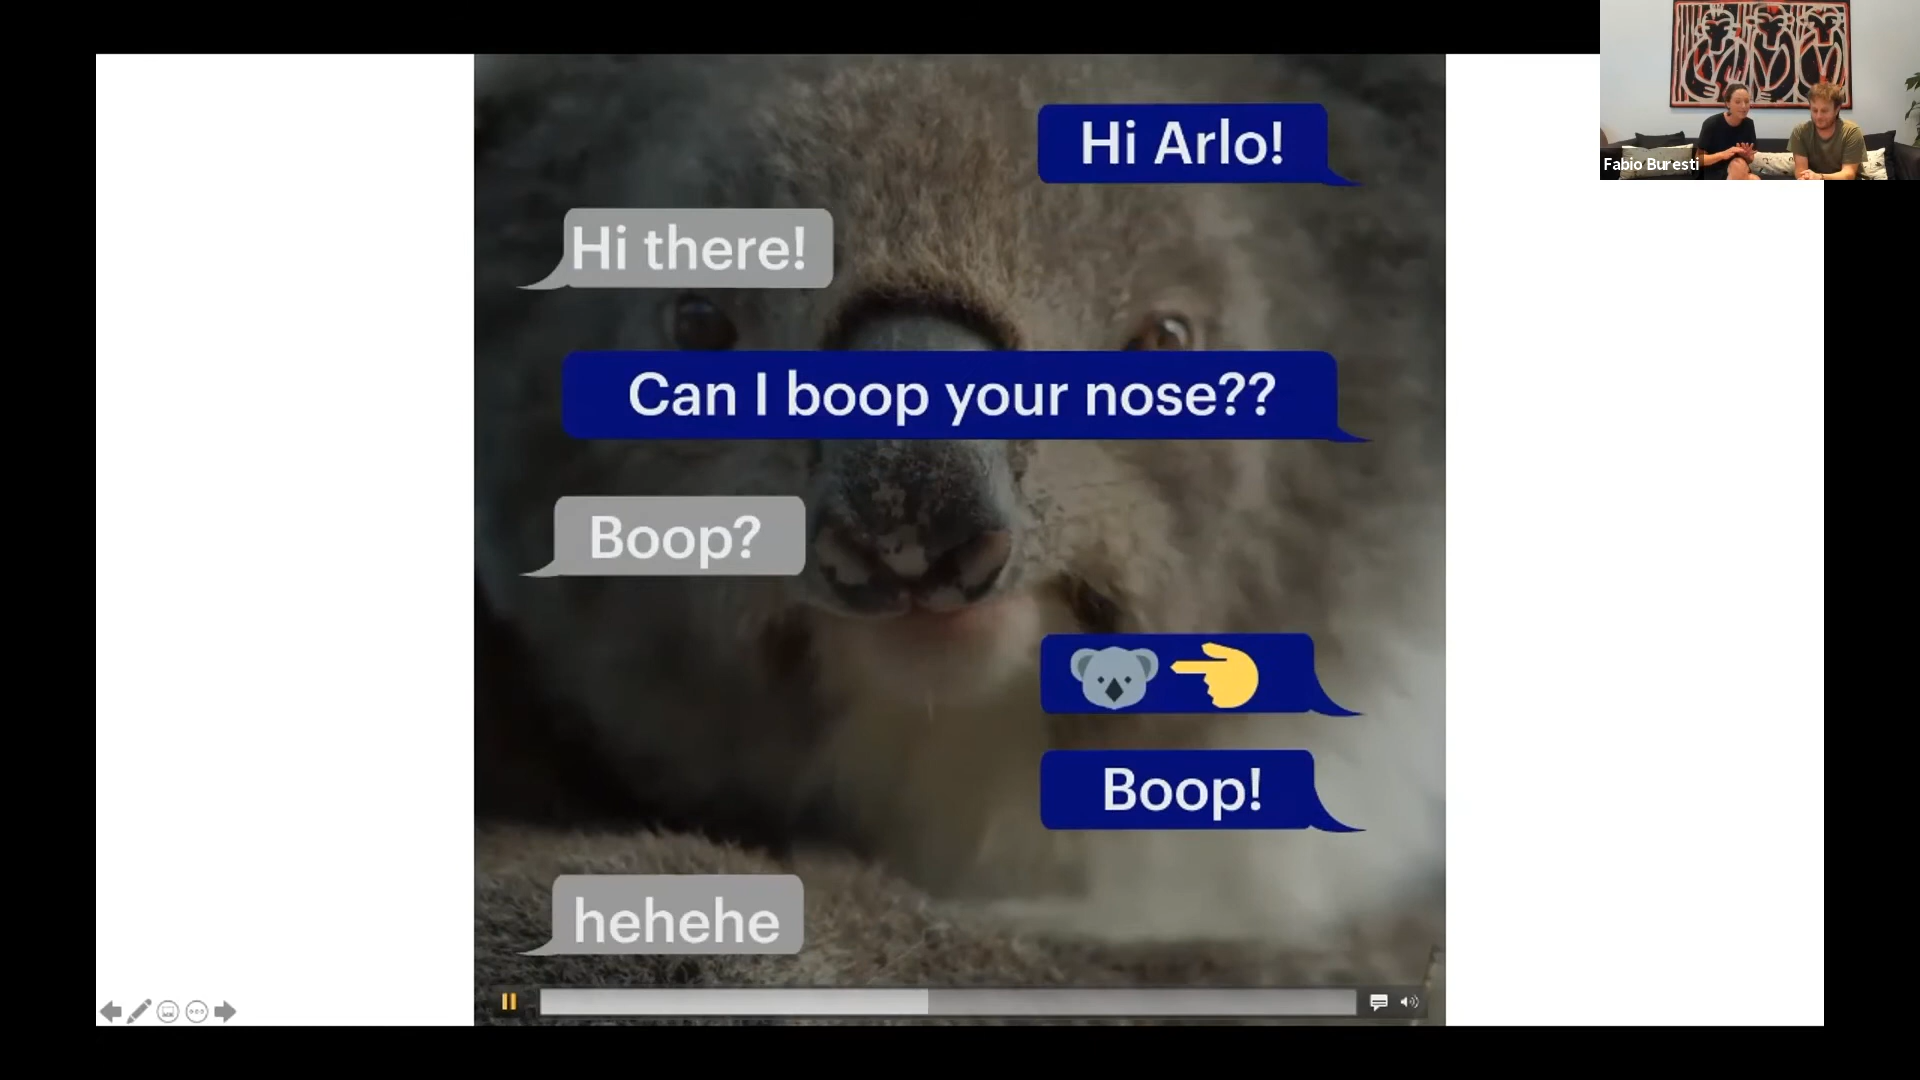 Hi Arlo!
Fabio Buresti
Hi there!
Can I boop your nose??
Boop?
Boop!
hehehe